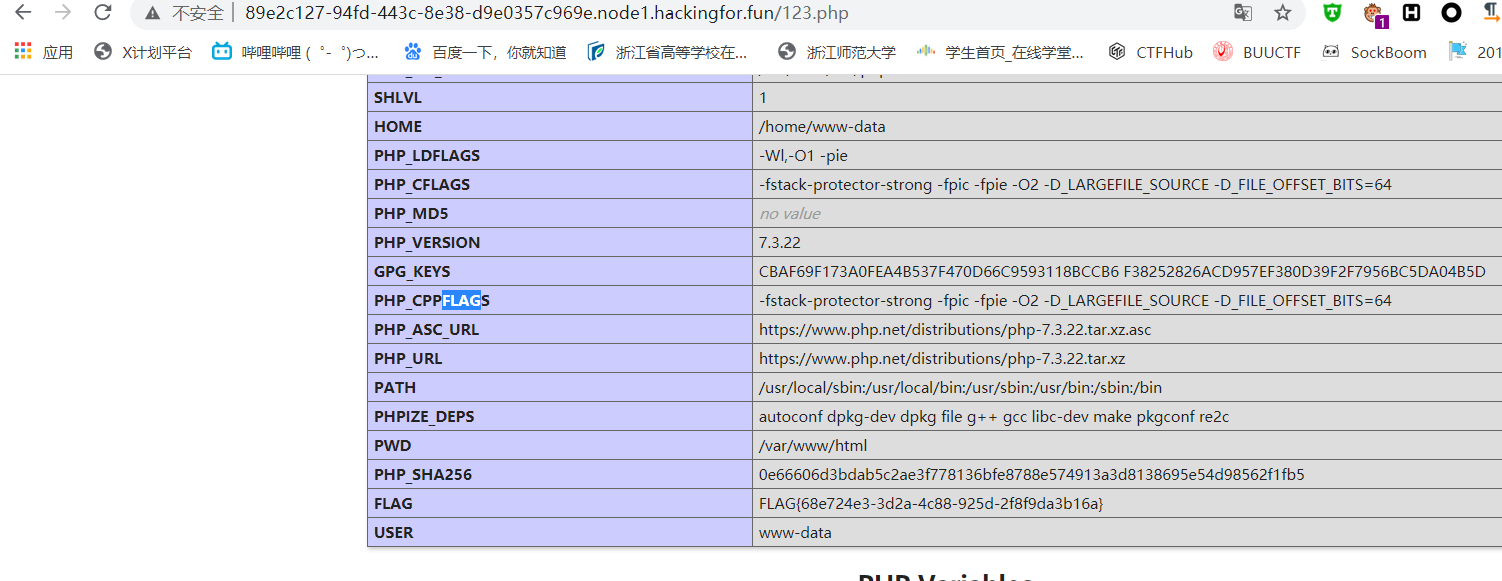 不安全 89e2c127-94fd-443c-8e38-d9e0357c969e.node1.hackingfor.fun/123.php
1
应用 X计划平台 哔哩哔哩 ( ゜- ゜)つ... 百度一下，你就知道 浙江省高等学校在... 浙江师范大学 学生首页_在线学堂... CTFHub BUUCTF SockBoom 201
SHLVL 1
HOME /home/www-data
PHP_LDFLAGS -Wl,-O1 -pie
PHP_CFLAGS -fstack-protector-strong -fpic -fpie -O2 -D_LARGEFILE_SOURCE -D_FILE_OFFSET_BITS=64
PHP_MD5 no value
PHP_VERSION 7.3.22
GPG_KEYS CBAF69F173A0FEA4B537F470D66C9593118BCCB6 F38252826ACD957EF380D39F2F7956BC5DA04B5D
PHP_CPPFLAGS -fstack-protector-strong -fpic -fpie -O2 -D_LARGEFILE_SOURCE -D_FILE_OFFSET_BITS=64
PHP_ASC_URL https://www.php.net/distributions/php-7.3.22.tar.xz.asc
PHP_URL https://www.php.net/distributions/php-7.3.22.tar.xz
PATH /usr/local/sbin:/usr/local/bin:/usr/sbin:/usr/bin:/sbin:/bin
PHPIZE_DEPS autoconf dpkg-dev dpkg file g++ gcc libc-dev make pkgconf re2c
PWD /var/www/html
PHP_SHA256 0e66606d3bdab5c2ae3f778136bfe8788e574913a3d8138695e54d98562f1fb5
FLAG FLAG{68e724e3-3d2a-4c88-925d-2f8f9da3b16a}
USER www-data
PHP Variables